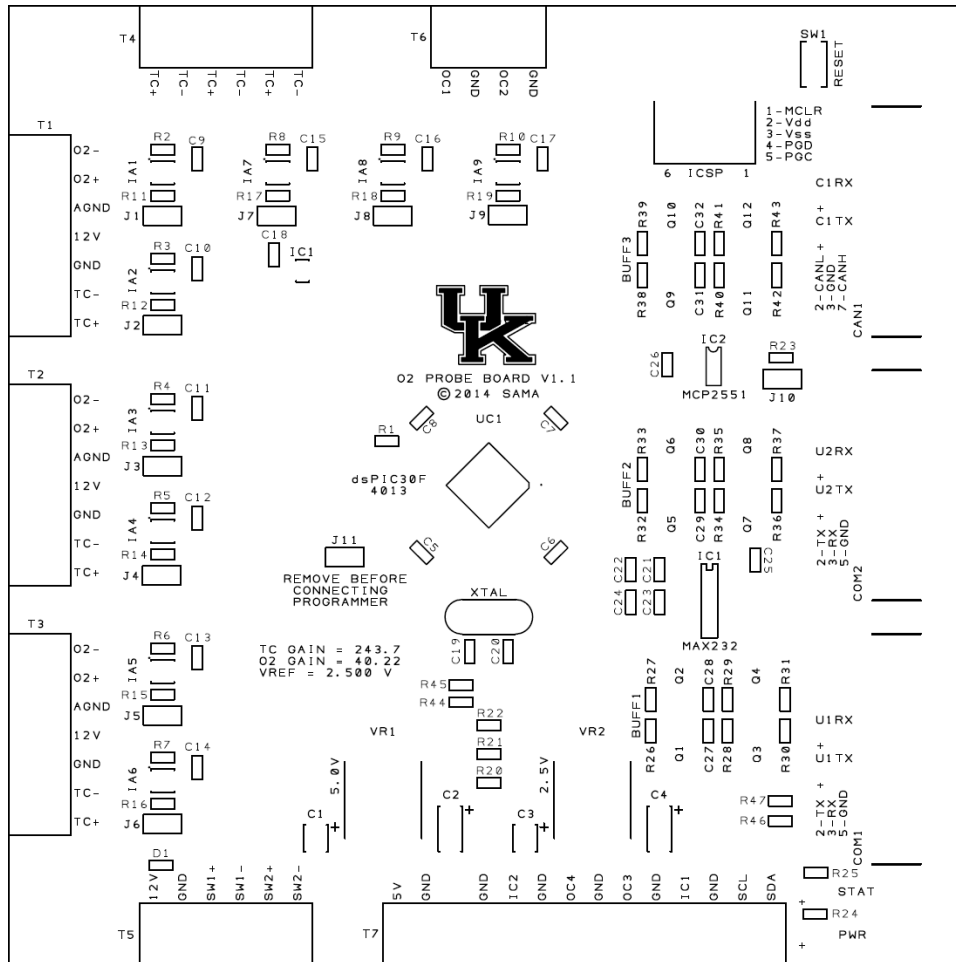 T4
TC+
TC-
TC+
TC-
TC+
TC-
T6
OC1
GND
OC2
GND
SW1
RESET
1-MCLR
2-Vdd
3-Vss
4-PGD
5-PGC
6 ICSP 1
T1
O2-
O2+
AGND
12V
GND
TC-
TC+
R2
C9
IA1
R11
J1
R3
C10
IA2
R12
J2
R8
C15
IA7
R17
J7
C18
IC1
R9
C16
IA8
R18
J8
R10
C17
IA9
R19
J9
UK
O2 PROBE BOARD V1.1
© 2014 SAMA
R39
Q10
C32
R41
Q12
R43
BUFF3
R38
Q9
C31
R40
Q11
R42
C1RX
+
C1TX
+
2-CANL
3-GND
7-CANH
CAN1
C26
IC2
MCP2551
R23
J10
T2
O2-
O2+
AGND
12V
GND
TC-
TC+
R4
C11
IA3
R13
J3
R5
C12
IA4
R14
J4
R1
C8
UC1
C7
dsPIC30F
4013
C5
C6
J11
REMOVE BEFORE
CONNECTING
PROGRAMMER
XTAL
C19
C20
R33
Q6
C30
R35
Q8
R37
BUFF2
R32
Q5
C29
R34
Q7
R36
U2RX
+
U2TX
+
2-TX
3-RX
5-GND
COM2
C22
C21
C24
C23
IC1
C25
MAX232
T3
O2-
O2+
AGND
12V
GND
TC-
TC+
R6
C13
IA5
R15
J5
R7
C14
IA6
R16
J6
TC GAIN = 243.7
O2 GAIN = 40.22
VREF = 2.500 V
R45
R44
R22
R21
R20
VR1
5.0V
C1
+
C2
+
VR2
2.5V
C3
+
C4
+
R27
Q2
C28
R29
Q4
R31
BUFF1
R26
Q1
C27
R28
Q3
R30
U1RX
+
U1TX
+
2-TX
3-RX
5-GND
COM1
R47
R46
D1
12V
GND
SW1+
SW1-
SW2+
SW2-
T5
5V
GND
GND
IC2
GND
OC4
GND
OC3
GND
IC1
GND
SCL
SDA
T7
R25
STAT
+
R24
PWR
+